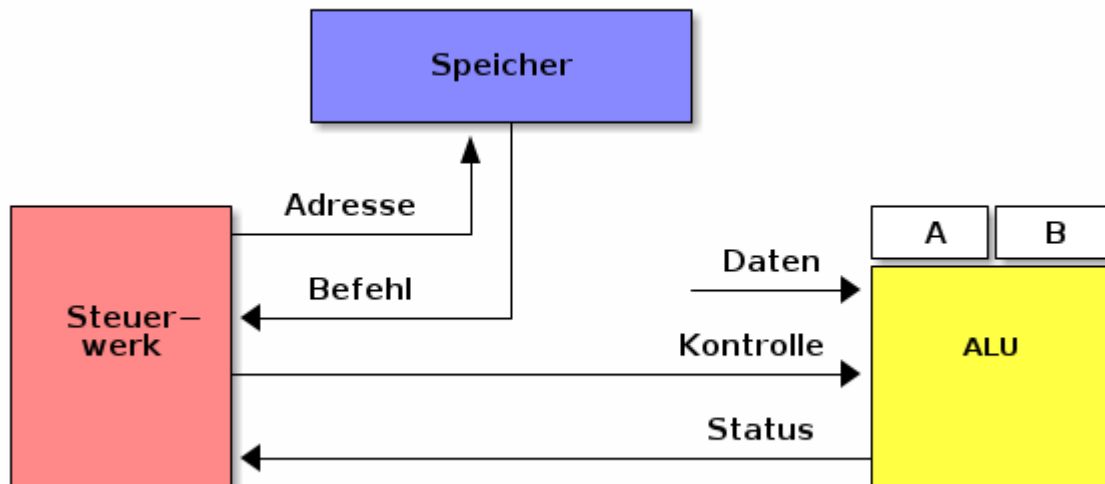 Speicher
Adresse
A
B
Daten
Befehl
Steuer–
werk
Kontrolle
ALU
Status